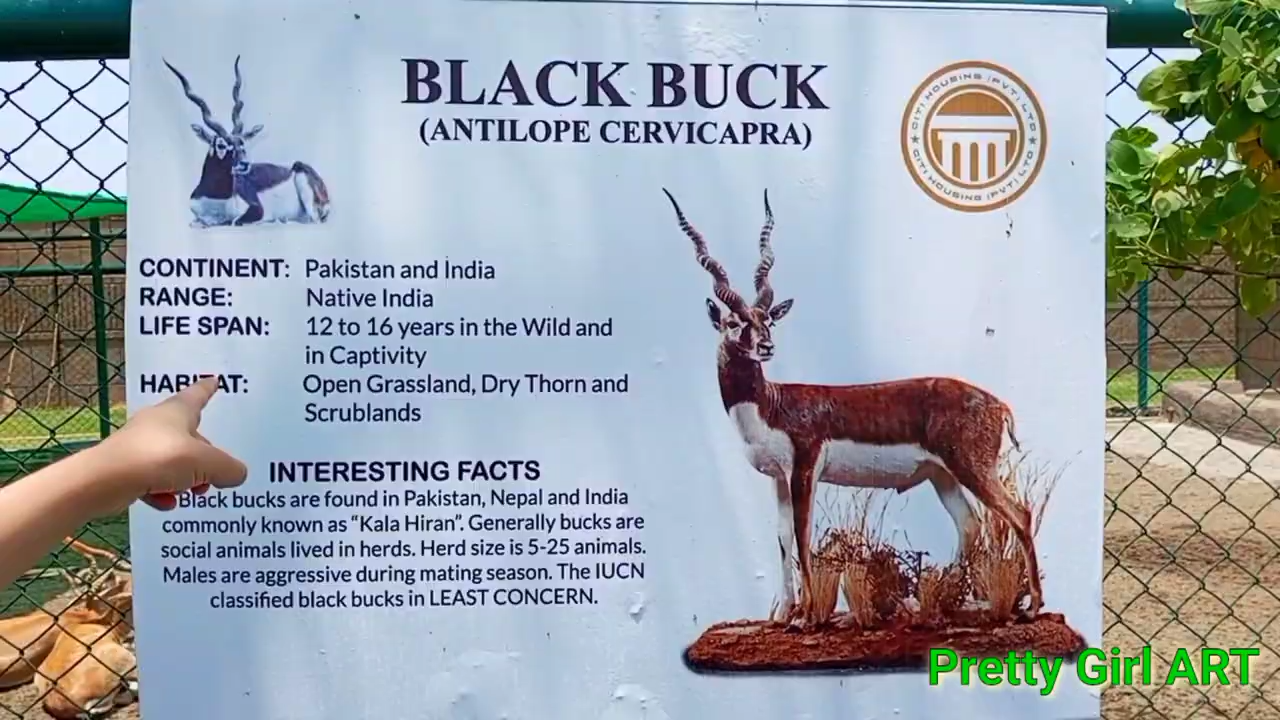 BLACK BUCK
(ANTILOPE CERVICAPRA)
CITI HOUSING (PVT) LTD
CITI HOUSING (PVT) LTD
CONTINENT: Pakistan and India
RANGE: Native India
LIFE SPAN: 12 to 16 years in the Wild and
in Captivity
HABITAT: Open Grassland, Dry Thorn and
Scrublands
INTERESTING FACTS
Black bucks are found in Pakistan, Nepal and India
commonly known as “Kala Hiran”. Generally bucks are
social animals lived in herds. Herd size is 5-25 animals.
Males are aggressive during mating season. The IUCN
classified black bucks in LEAST CONCERN.
Pretty Girl ART